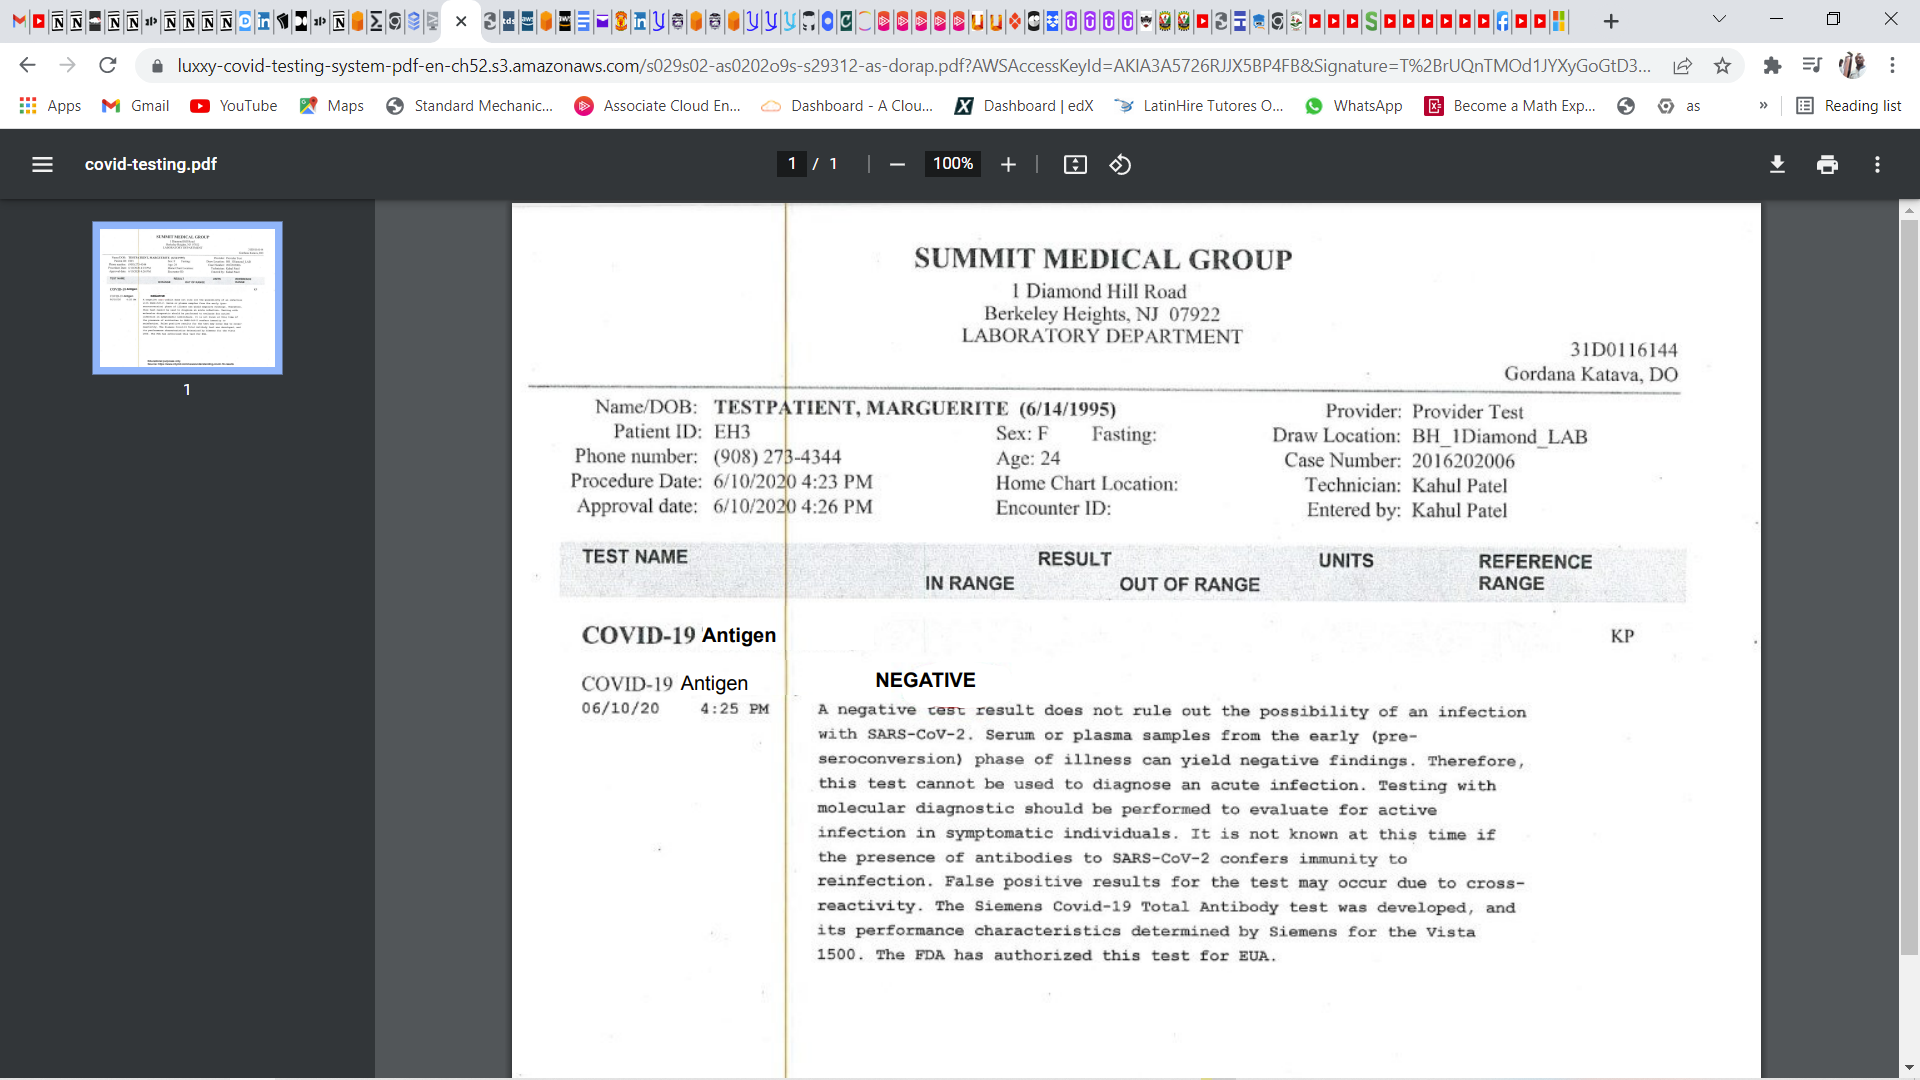 luxxy-covid-testing-system-pdf-en-ch52.s3.amazonaws.com/s029s02-as0202o9s-s29312-as-dorap.pdf?AWSAccessKeyId=AKIA3A5726RJJX5BP4FB&Signature=T%2BrUQnTMOd1JYXyGoGtD3...
Apps Gmail YouTube Maps Standard Mechanic... Associate Cloud En... Dashboard - A Clou... Dashboard | edX LatinHire Tutores O... WhatsApp Become a Math Exp... as » Reading list
covid-testing.pdf 1 / 1 100%
1
SUMMIT MEDICAL GROUP
1 Diamond Hill Road
Berkeley Heights, NJ 07922
LABORATORY DEPARTMENT
31D0116144
Gordana Katava, DO
Name/DOB: TESTPATIENT, MARGUERITE (6/14/1995) Provider: Provider Test
Patient ID: EH3 Sex: F Fasting: Draw Location: BH_1Diamond_LAB
Phone number: (908) 273-4344 Age: 24 Case Number: 2016202006
Procedure Date: 6/10/2020 4:23 PM Home Chart Location: Technician: Kahul Patel
Approval date: 6/10/2020 4:26 PM Encounter ID: Entered by: Kahul Patel
TEST NAME RESULT UNITS REFERENCE
IN RANGE OUT OF RANGE RANGE
COVID-19 Antigen KP
COVID-19 Antigen NEGATIVE
06/10/20 4:25 PM A negative test result does not rule out the possibility of an infection
with SARS-CoV-2. Serum or plasma samples from the early (pre-
seroconversion) phase of illness can yield negative findings. Therefore,
this test cannot be used to diagnose an acute infection. Testing with
molecular diagnostic should be performed to evaluate for active
infection in symptomatic individuals. It is not known at this time if
the presence of antibodies to SARS-CoV-2 confers immunity to
reinfection. False positive results for the test may occur due to cross-
reactivity. The Siemens Covid-19 Total Antibody test was developed, and
its performance characteristics determined by Siemens for the Vista
1500. The FDA has authorized this test for EUA.